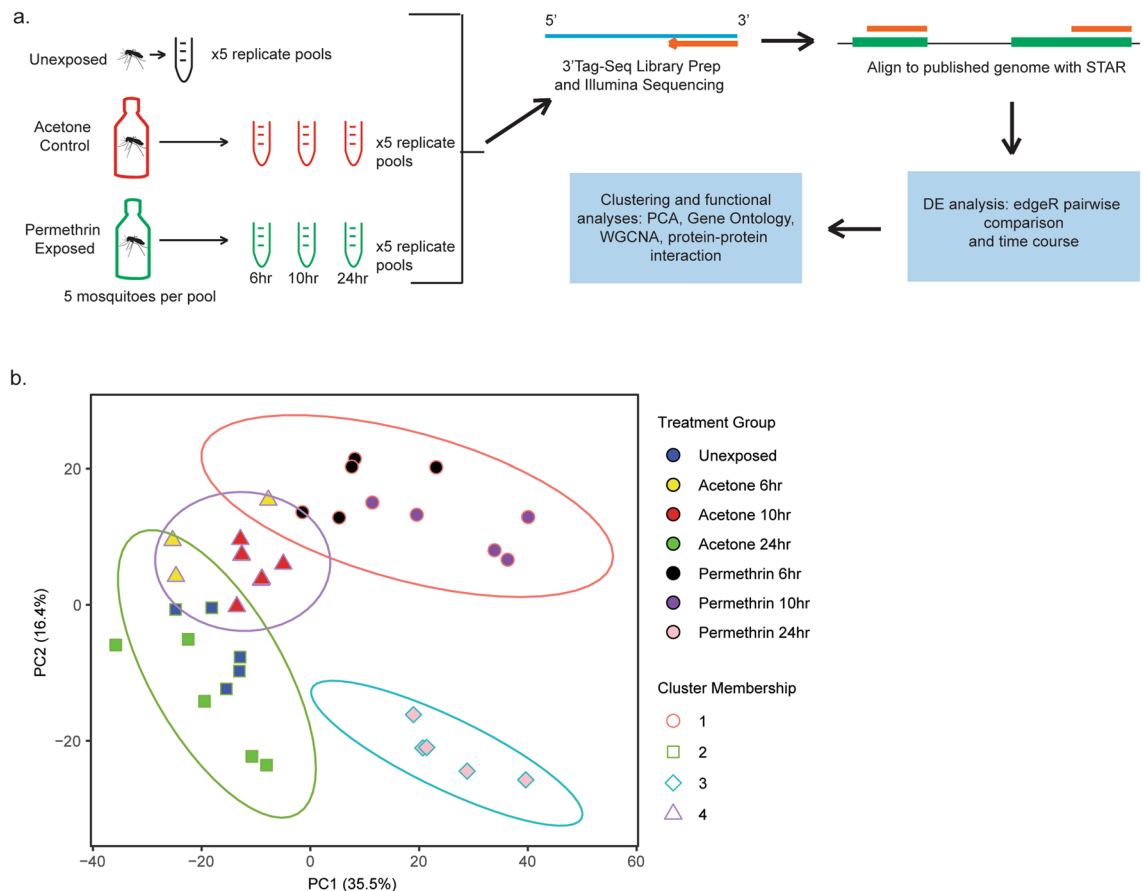 a.
Unexposed
x5 replicate pools
Acetone
Control
x5 replicate
pools
Permethrin
Exposed
x5 replicate
pools
6hr 10hr 24hr
5 mosquitoes per pool
5’ 3’
3'Tag-Seq Library Prep
and Illumina Sequencing
Align to published genome with STAR
Clustering and functional
analyses: PCA, Gene Ontology,
WGCNA, protein-protein
interaction
DE analysis: edgeR pairwise
comparison
and time course
b.
PC2 (16.4%)
20
0
−20
−40 −20 0 20 40 60
PC1 (35.5%)
Treatment Group
Unexposed
Acetone 6hr
Acetone 10hr
Acetone 24hr
Permethrin 6hr
Permethrin 10hr
Permethrin 24hr
Cluster Membership
1
2
3
4